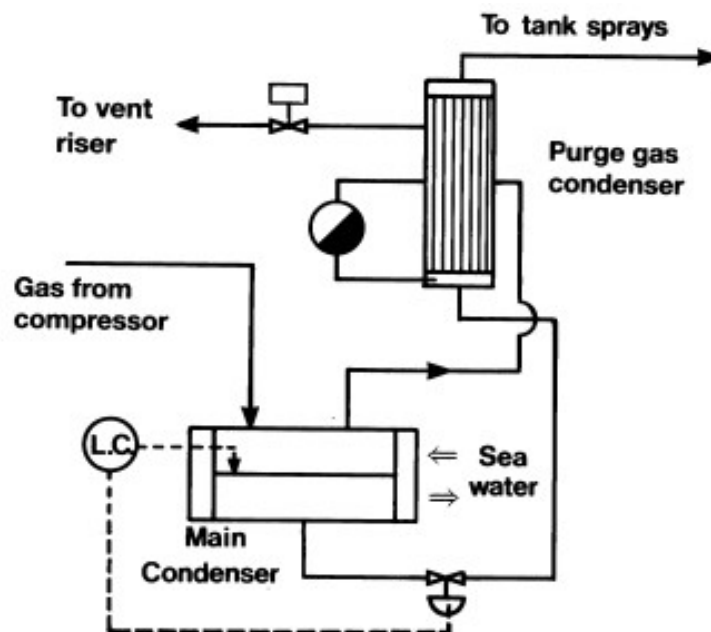 To tank sprays
To vent
riser
Purge gas
condenser
Gas from
compressor
L.C.
Sea
water
Main
Condenser